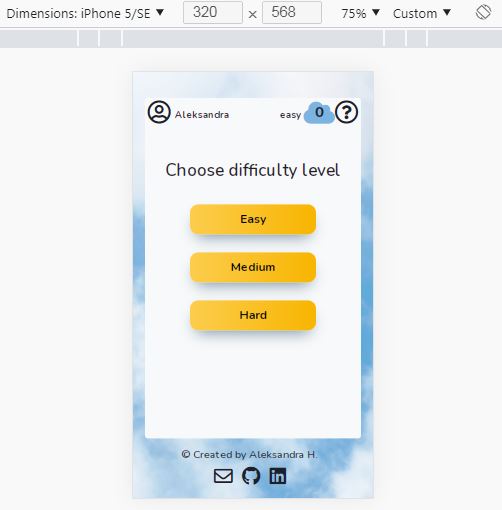 Dimensions: iPhone 5/SE ▼ 320 × 568 75% ▼ Custom ▼
Aleksandra easy 0 ?
Choose difficulty level
Easy
Medium
Hard
© Created by Aleksandra H.